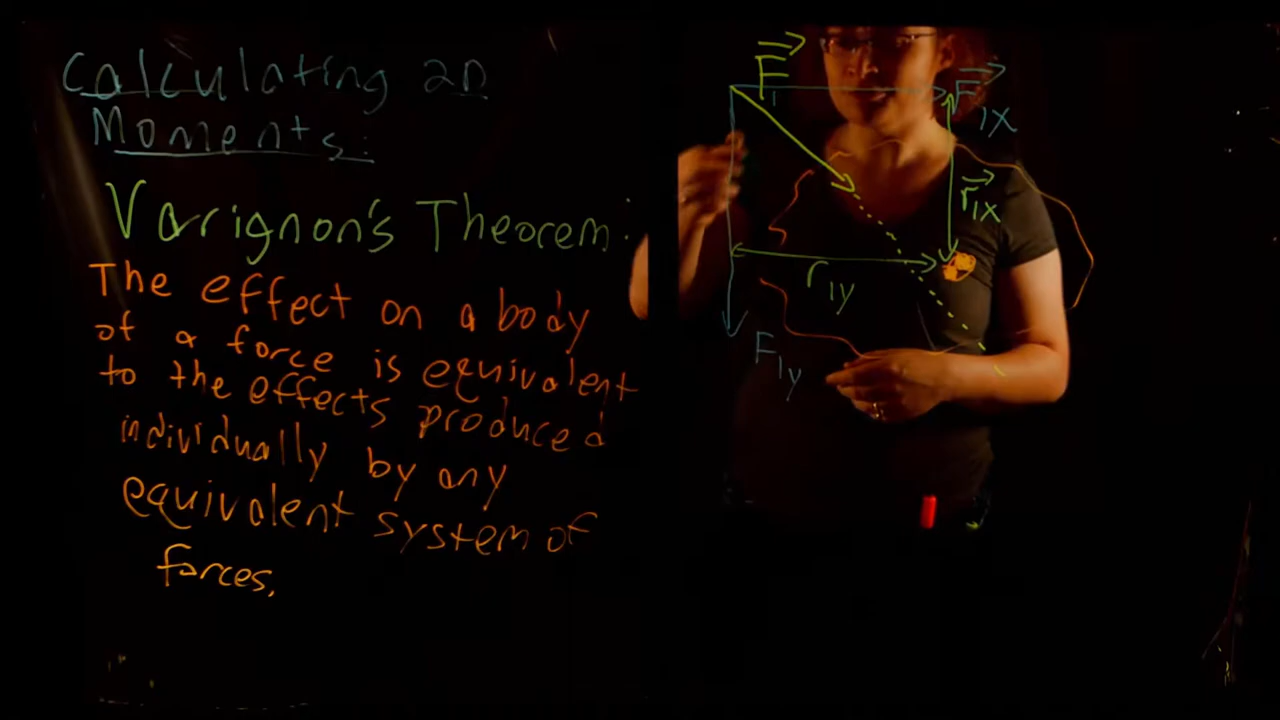 Calculating 2D
Moments:
Varignon's Theorem:
The effect on a body
of a force is equivalent
to the effects produced
individually by any
equivalent system of
forces.
F1
F1x
r1x
r1y
F1y